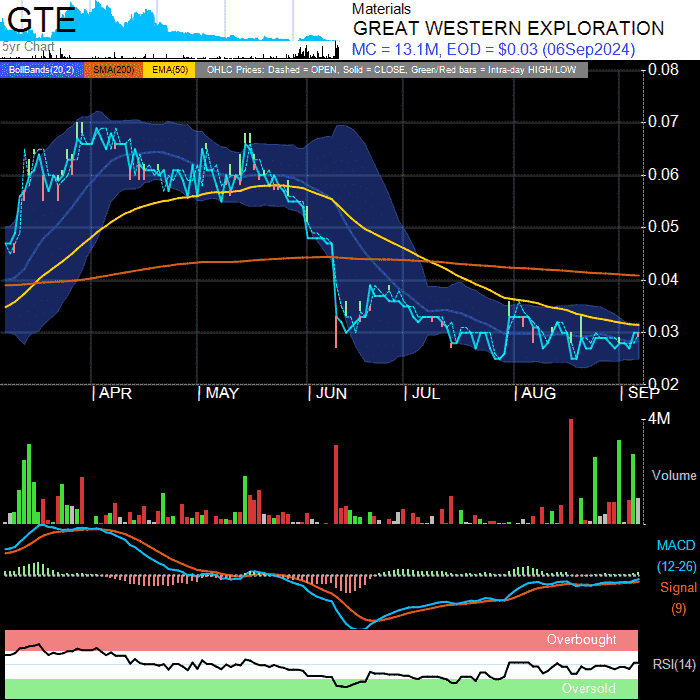 GTE
Materials
GREAT WESTERN EXPLORATION
5yr Chart
MC = 13.1M, EOD = $0.03 (06Sep2024)
BollBands(20,2) SMA(200) EMA(50) OHLC Prices: Dashed = OPEN, Solid = CLOSE, Green/Red bars = Intra-day HIGH/LOW
0.08
0.07
0.06
0.05
0.04
0.03
0.02
APR MAY JUN JUL AUG SEP
4M
Volume
MACD
(12-26)
Signal
(9)
Overbought
RSI(14)
Oversold